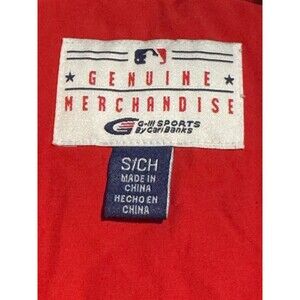 GENUINE
MERCHANDISE
G-III SPORTS
By Carl Banks
S/CH
MADE IN
CHINA
HECHO EN
CHINA